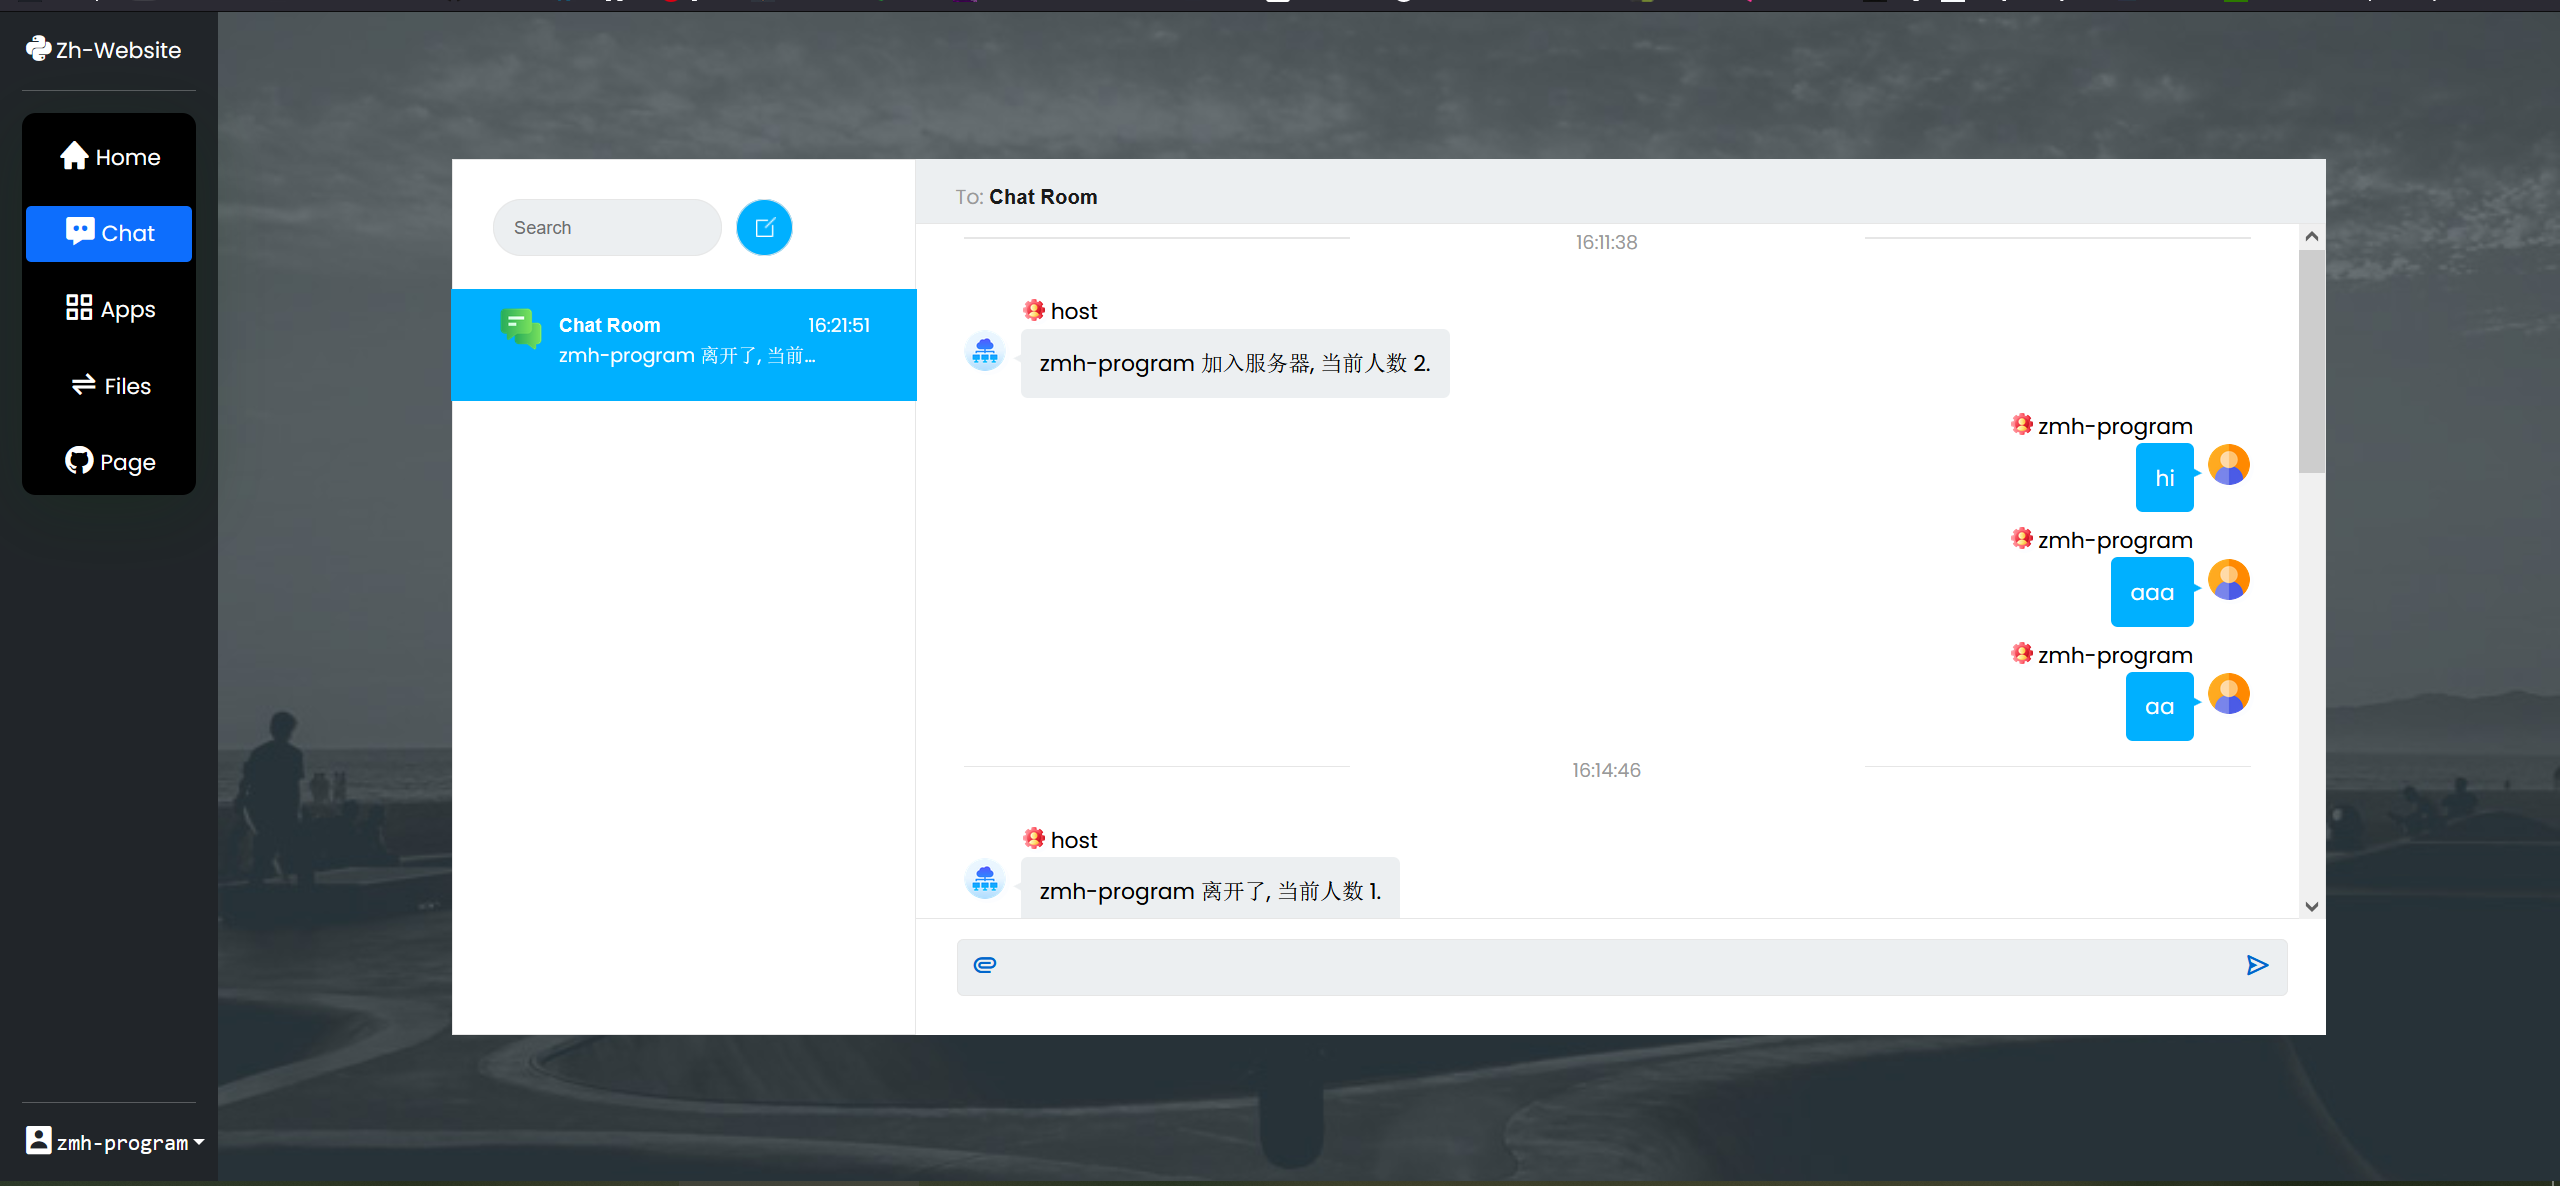 Zh-Website
Home
Chat
Apps
Files
Page
zmh-program
Search
Chat Room 16:21:51
zmh-program 离开了, 当前...
To: Chat Room
16:11:38
host
zmh-program 加入服务器, 当前人数 2.
zmh-program
hi
zmh-program
aaa
zmh-program
aa
16:14:46
host
zmh-program 离开了, 当前人数 1.